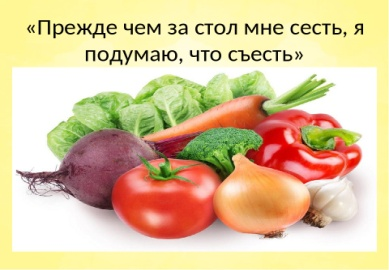 «Прежде чем за стол мне сесть, я
подумаю, что съесть»